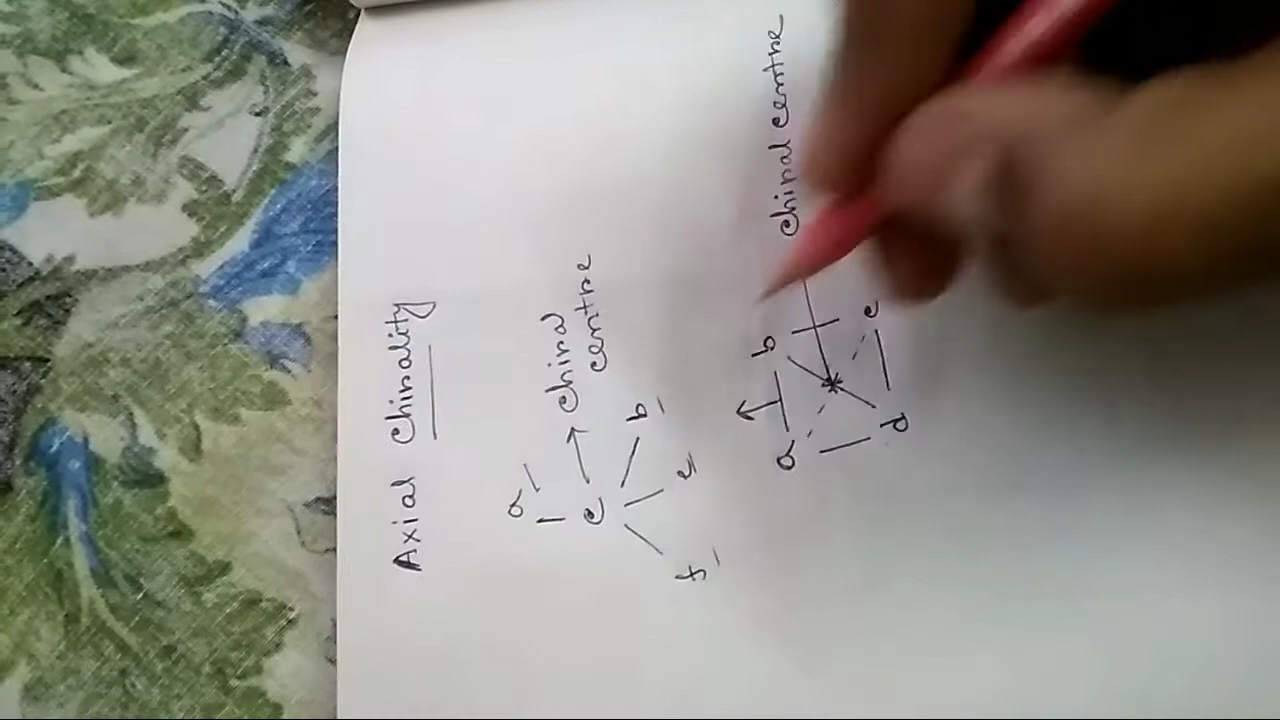 Axial Chirality
a
c → Chiral
centre
b
e
f
chiral centre
a b
*
d c